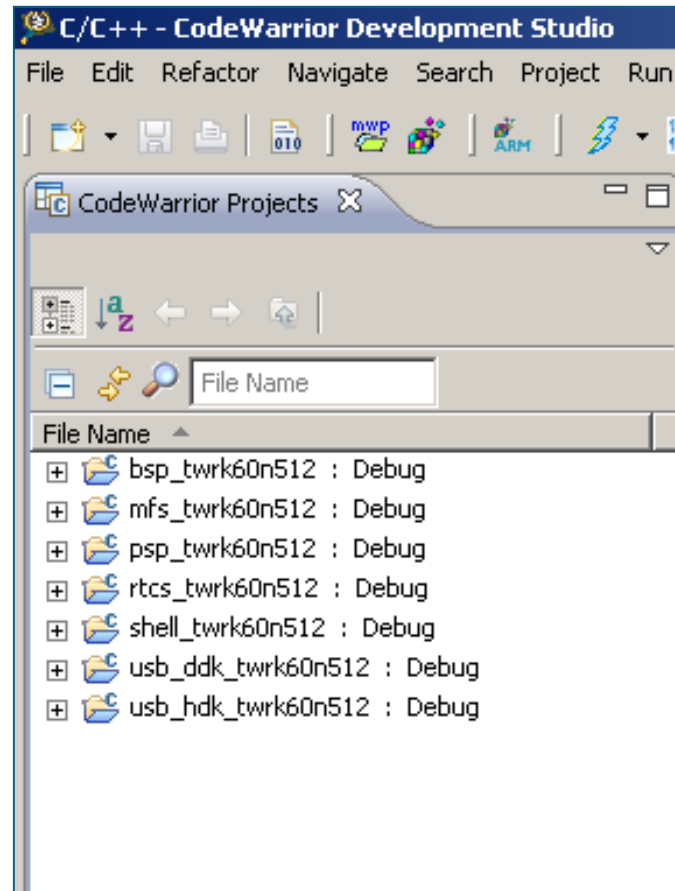 C/C++ - CodeWarrior Development Studio
File Edit Refactor Navigate Search Project Run
010 mwp ARM
CodeWarrior Projects
a
z
File Name
File Name
bsp_twrk60n512 : Debug
mfs_twrk60n512 : Debug
psp_twrk60n512 : Debug
rtcs_twrk60n512 : Debug
shell_twrk60n512 : Debug
usb_ddk_twrk60n512 : Debug
usb_hdk_twrk60n512 : Debug